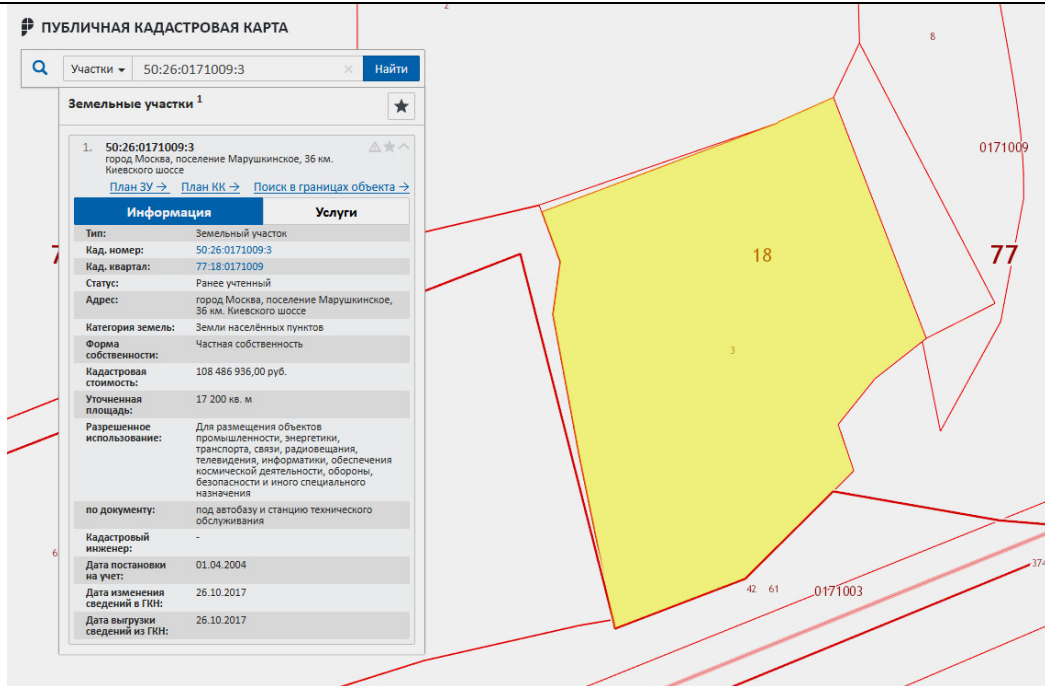 ПУБЛИЧНАЯ КАДАСТРОВАЯ КАРТА
Участки
50:26:0171009:3
×
Найти
Земельные участки 1
1. 50:26:0171009:3
город Москва, поселение Марушкинское, 36 км.
Киевского шоссе
План ЗУ → План КК → Поиск в границах объекта →
Информация Услуги
Тип: Земельный участок
Кад. номер: 50:26:0171009:3
Кад. квартал: 77:18:0171009
Статус: Ранее учтенный
Адрес: город Москва, поселение Марушкинское,
36 км. Киевского шоссе
Категория земель: Земли населённых пунктов
Форма Частная собственность
собственности:
Кадастровая 108 486 936,00 руб.
стоимость:
Уточненная 17 200 кв. м
площадь:
Разрешенное Для размещения объектов
использование: промышленности, энергетики,
транспорта, связи, радиовещания,
телевидения, информатики, обеспечения
космической деятельности, обороны,
безопасности и иного специального
назначения
по документу: под автобазу и станцию технического
обслуживания
Кадастровый -
инженер:
Дата постановки 01.04.2004
на учет:
Дата изменения 26.10.2017
сведений в ГКН:
Дата выгрузки 26.10.2017
сведений из ГКН:
2
8
0171009
18
77
3
7
6
42 61
0171003
374